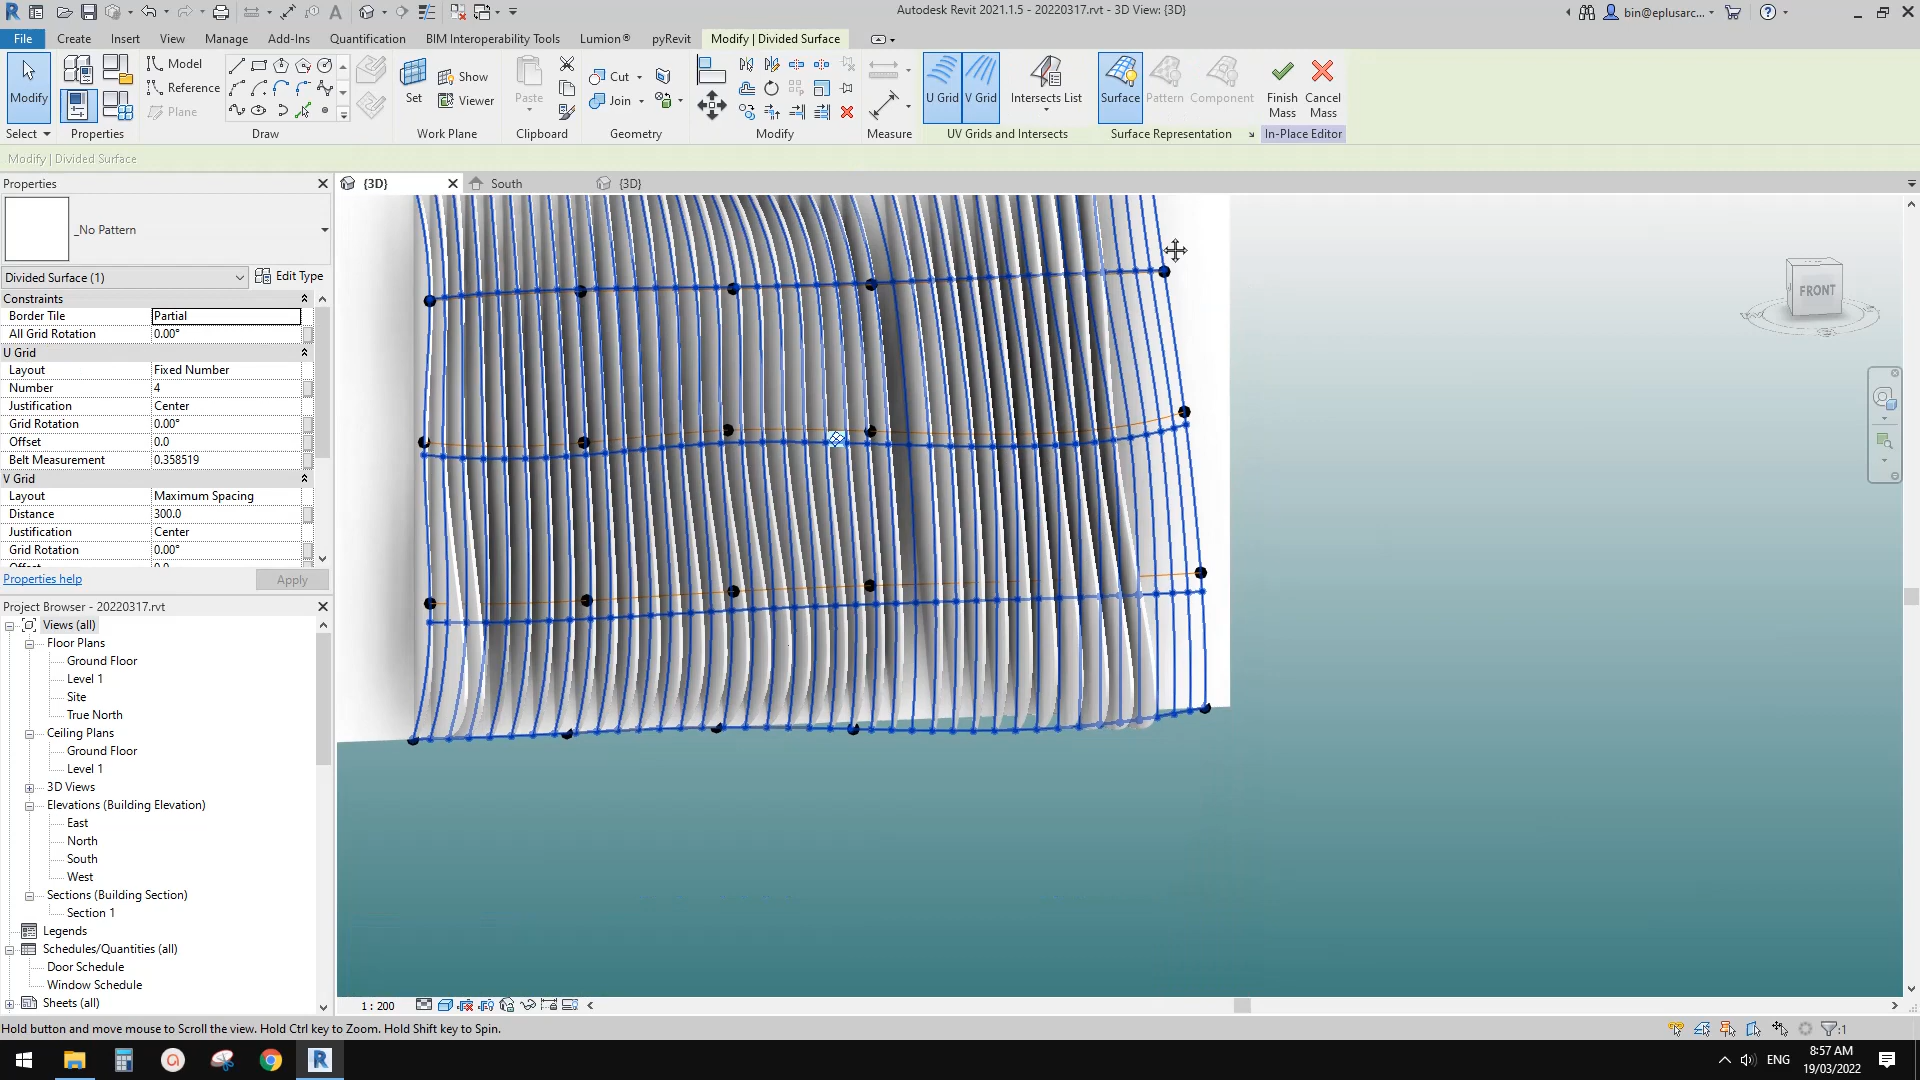 Autodesk Revit 2021.1.5 - 20220317.rvt - 3D View: {3D}
bin@eplusarc...
File Create Insert View Manage Add-Ins Quantification BIM Interoperability Tools Lumion® pyRevit Modify | Divided Surface
Modify
Model
Reference
Plane
Set
Show
Viewer
Paste
Cut
Join
U Grid
V Grid
Intersects List
Surface
Pattern
Component
Finish Mass
Cancel Mass
Select Properties Draw Work Plane Clipboard Geometry Modify Measure UV Grids and Intersects Surface Representation In-Place Editor
Modify | Divided Surface
Properties
{3D}
South
{3D}
_No Pattern
Divided Surface (1)
Edit Type
Constraints
Border Tile Partial
All Grid Rotation 0.00°
U Grid
Layout Fixed Number
Number 4
Justification Center
Grid Rotation 0.00°
Offset 0.0
Belt Measurement 0.358519
V Grid
Layout Maximum Spacing
Distance 300.0
Justification Center
Grid Rotation 0.00°
Offset 0.0
Properties help
Apply
FRONT
Project Browser - 20220317.rvt
Views (all)
Floor Plans
Ground Floor
Level 1
Site
True North
Ceiling Plans
Ground Floor
Level 1
3D Views
Elevations (Building Elevation)
East
North
South
West
Sections (Building Section)
Section 1
Legends
Schedules/Quantities (all)
Door Schedule
Window Schedule
Sheets (all)
1 : 200
Hold button and move mouse to Scroll the view. Hold Ctrl key to Zoom. Hold Shift key to Spin.
:1
ENG
8:57 AM
19/03/2022